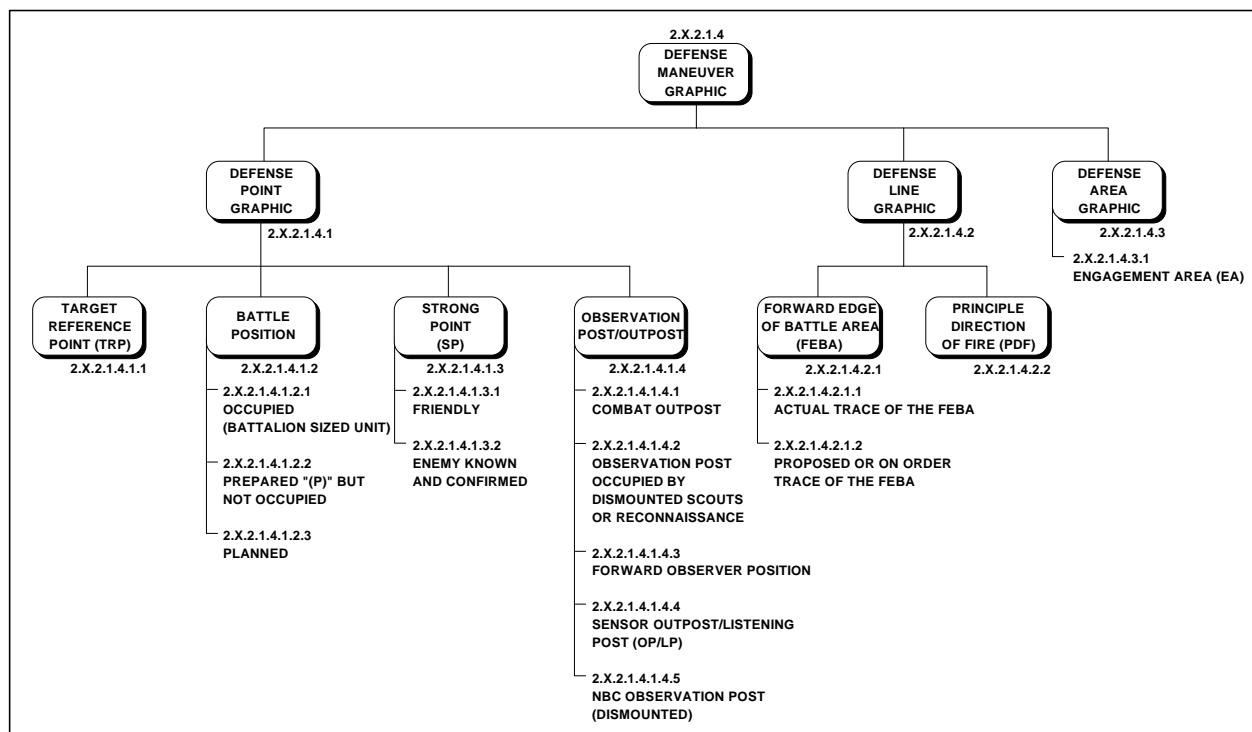 2.X.2.1.4
DEFENSE
MANEUVER
GRAPHIC
DEFENSE
POINT
GRAPHIC
2.X.2.1.4.1
DEFENSE
LINE
GRAPHIC
2.X.2.1.4.2
DEFENSE
AREA
GRAPHIC
2.X.2.1.4.3
2.X.2.1.4.3.1
ENGAGEMENT AREA (EA)
TARGET
REFERENCE
POINT (TRP)
2.X.2.1.4.1.1
BATTLE
POSITION
2.X.2.1.4.1.2
2.X.2.1.4.1.2.1
OCCUPIED
(BATTALION SIZED UNIT)
2.X.2.1.4.1.2.2
PREPARED "(P)" BUT
NOT OCCUPIED
2.X.2.1.4.1.2.3
PLANNED
STRONG
POINT
(SP)
2.X.2.1.4.1.3
2.X.2.1.4.1.3.1
FRIENDLY
2.X.2.1.4.1.3.2
ENEMY KNOWN
AND CONFIRMED
OBSERVATION
POST/OUTPOST
2.X.2.1.4.1.4
2.X.2.1.4.1.4.1
COMBAT OUTPOST
2.X.2.1.4.1.4.2
OBSERVATION POST
OCCUPIED BY
DISMOUNTED SCOUTS
OR RECONNAISSANCE
2.X.2.1.4.1.4.3
FORWARD OBSERVER POSITION
2.X.2.1.4.1.4.4
SENSOR OUTPOST/LISTENING
POST (OP/LP)
2.X.2.1.4.1.4.5
NBC OBSERVATION POST
(DISMOUNTED)
FORWARD EDGE
OF BATTLE AREA
(FEBA)
2.X.2.1.4.2.1
2.X.2.1.4.2.1.1
ACTUAL TRACE OF THE FEBA
2.X.2.1.4.2.1.2
PROPOSED OR ON ORDER
TRACE OF THE FEBA
PRINCIPLE
DIRECTION
OF FIRE (PDF)
2.X.2.1.4.2.2